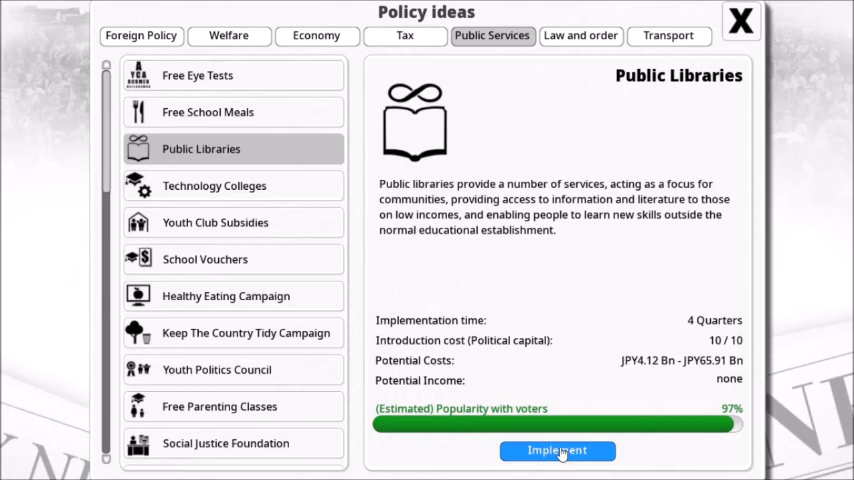 Policy ideas
X
Foreign Policy
Welfare
Economy
Tax
Public Services
Law and order
Transport
Free Eye Tests
Free School Meals
Public Libraries
Technology Colleges
Youth Club Subsidies
School Vouchers
Healthy Eating Campaign
Keep The Country Tidy Campaign
Youth Politics Council
Free Parenting Classes
Social Justice Foundation
Public Libraries
Public libraries provide a number of services, acting as a focus for
communities, providing access to information and literature to those
on low incomes, and enabling people to learn new skills outside the
normal educational establishment.
Implementation time: 4 Quarters
Introduction cost (Political capital): 10 / 10
Potential Costs: JPY4.12 Bn - JPY65.91 Bn
Potential Income: none
(Estimated) Popularity with voters 97%
Implement